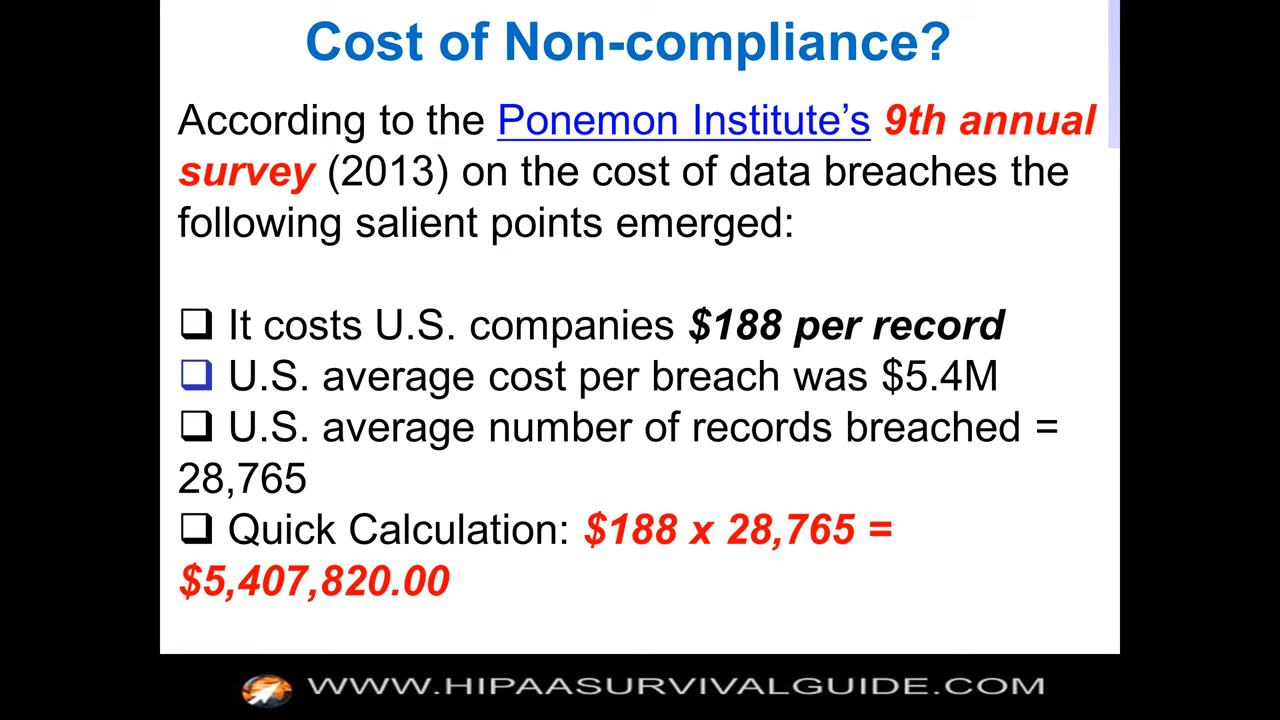 Cost of Non-compliance?
According to the Ponemon Institute’s 9th annual
survey (2013) on the cost of data breaches the
following salient points emerged:
❑ It costs U.S. companies $188 per record
❑ U.S. average cost per breach was $5.4M
❑ U.S. average number of records breached =
28,765
❑ Quick Calculation: $188 x 28,765 =
$5,407,820.00
WWW.HIPAASURVIVALGUIDE.COM